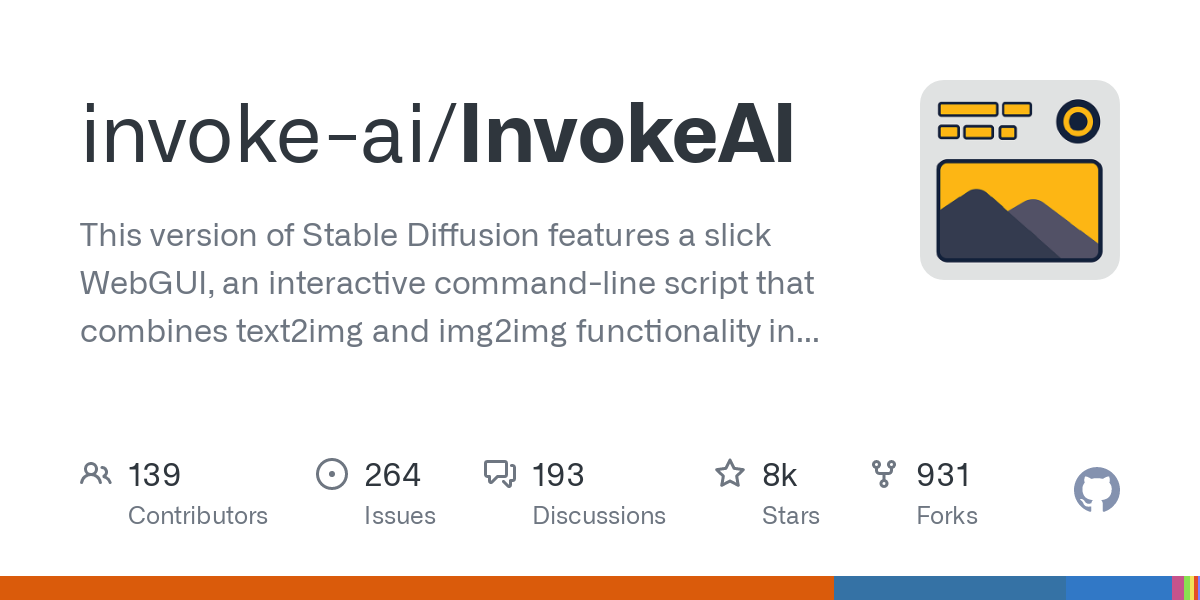 invoke-ai/InvokeAI
This version of Stable Diffusion features a slick
WebGUI, an interactive command-line script that
combines text2img and img2img functionality in...
139
Contributors
264
Issues
193
Discussions
8k
Stars
931
Forks